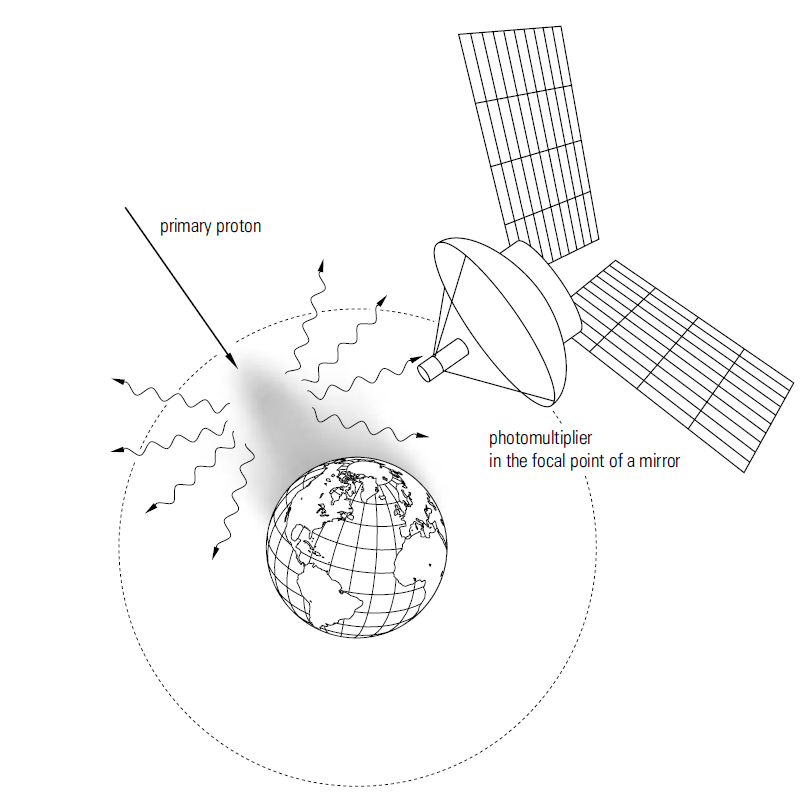 primary proton
photomultiplier
in the focal point of a mirror